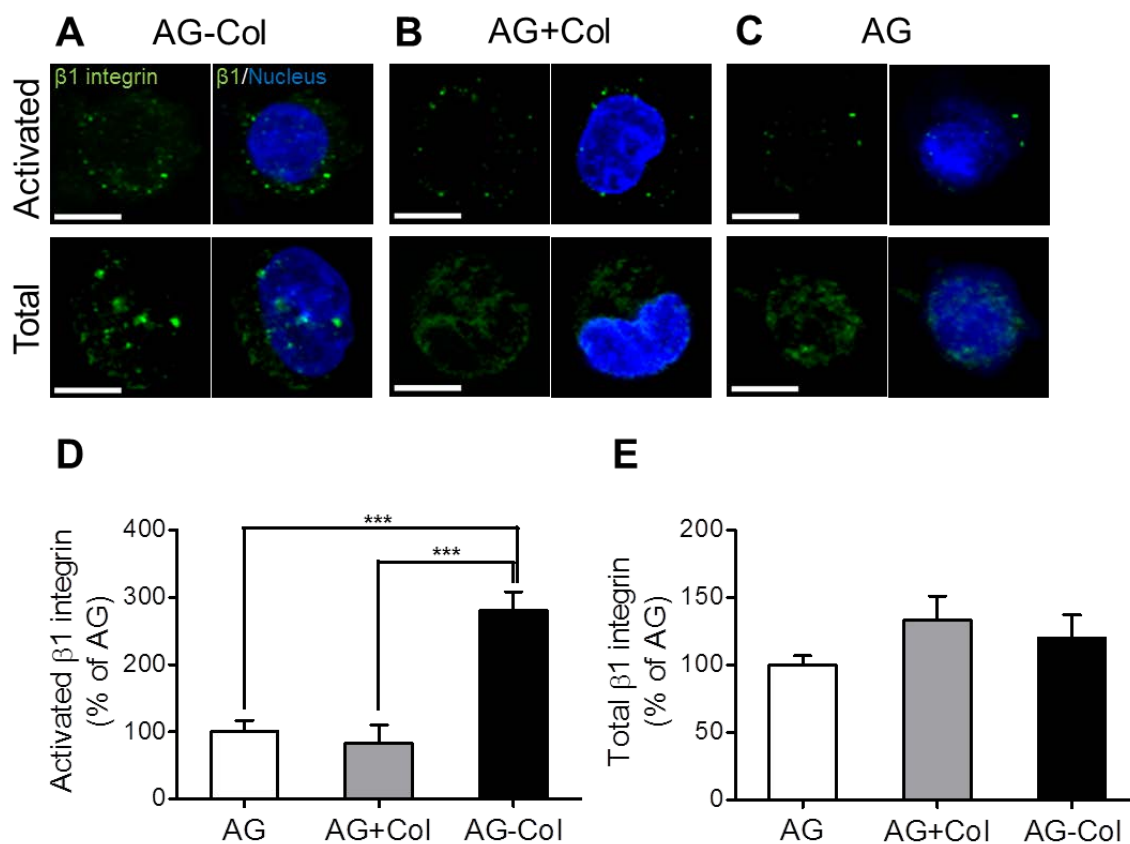 A AG-Col B AG+Col C AG
β1 integrin β1/Nucleus
Activated
Total
D E
400
300
200
100
0
Activated β1 integrin
(% of AG)
***
***
AG AG+Col AG-Col
200
150
100
50
0
Total β1 integrin
(% of AG)
AG AG+Col AG-Col